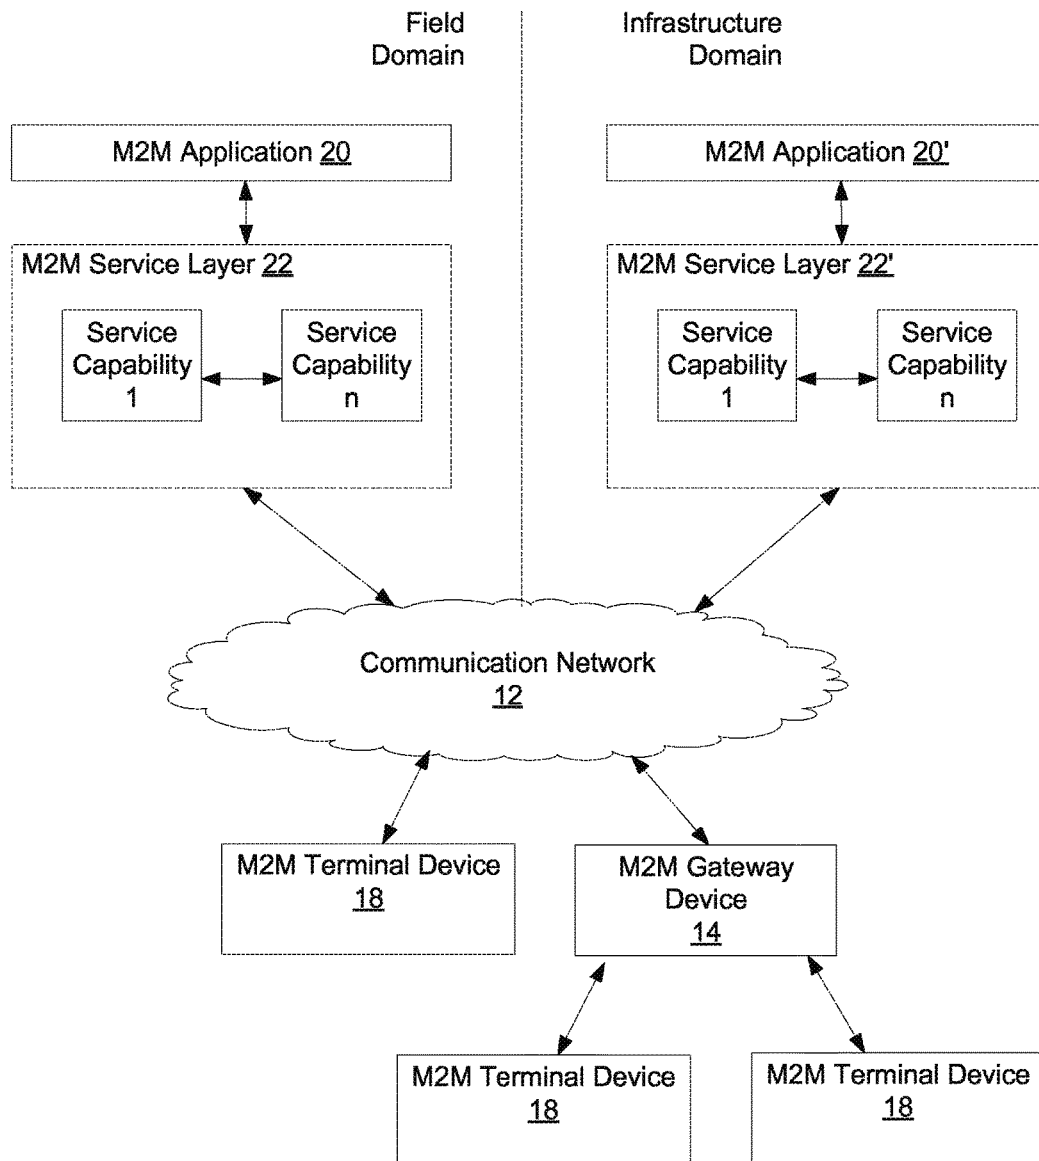 Field
Domain
Infrastructure
Domain
M2M Application 20
M2M Application 20'
M2M Service Layer 22
Service
Capability
1
Service
Capability
n
M2M Service Layer 22'
Service
Capability
1
Service
Capability
n
Communication Network
12
M2M Terminal Device
18
M2M Gateway
Device
14
M2M Terminal Device
18
M2M Terminal Device
18